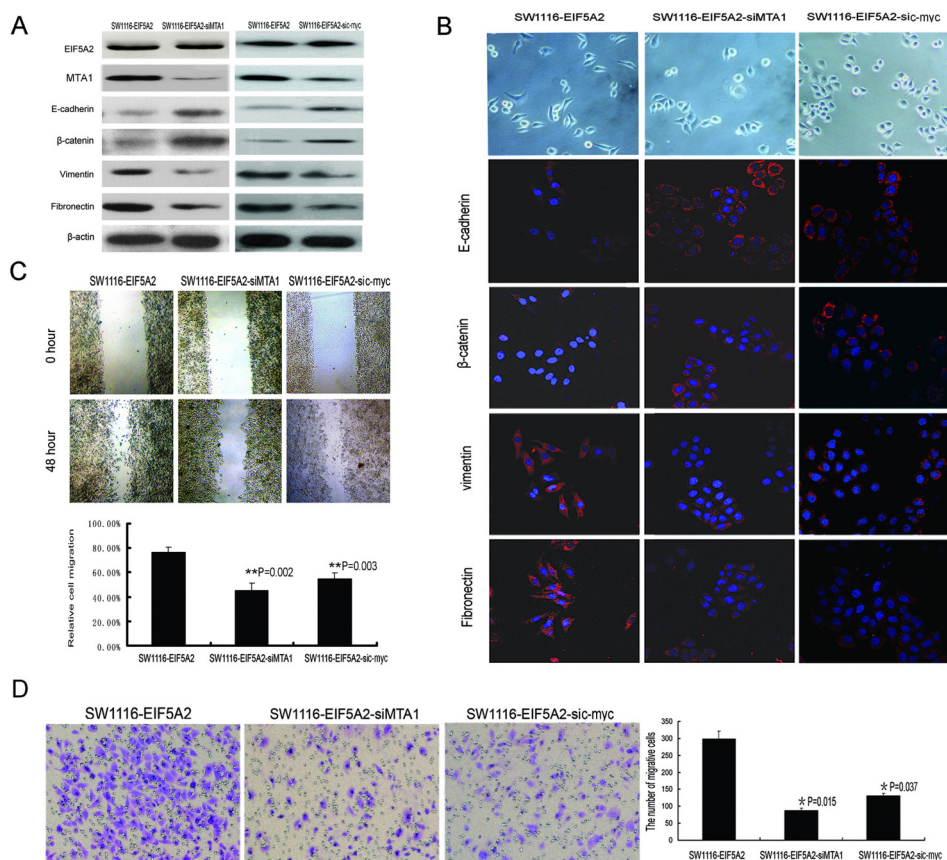 A
SW1116-EIF5A2 SW1116-EIF5A2-siMTA1 SW1116-EIF5A2 SW1116-EIF5A2-sic-myc
EIF5A2
MTA1
E-cadherin
β-catenin
Vimentin
Fibronectin
β-actin
B
SW1116-EIF5A2 SW1116-EIF5A2-siMTA1 SW1116-EIF5A2-sic-myc
E-cadherin
β-catenin
vimentin
Fibronectin
C
SW1116-EIF5A2 SW1116-EIF5A2-siMTA1 SW1116-EIF5A2-sic-myc
0 hour
48 hour
Relative cell migration
100.00%
80.00%
60.00%
40.00%
20.00%
0.00%
**P=0.002
**P=0.003
SW1116-EIF5A2 SW1116-EIF5A2-siMTA1 SW1116-EIF5A2-sic-myc
D
SW1116-EIF5A2 SW1116-EIF5A2-siMTA1 SW1116-EIF5A2-sic-myc
The number of migrative cells
350
300
250
200
150
100
50
0
* P=0.015
* P=0.037
SW1116-EIF5A2 SW1116-EIF5A2-siMTA1 SW1116-EIF5A2-sic-myc